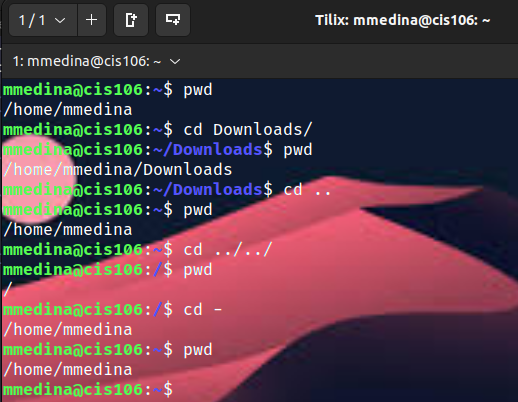 1 / 1
Tilix: mmedina@cis106: ~
1: mmedina@cis106: ~
mmedina@cis106:~$ pwd
/home/mmedina
mmedina@cis106:~$ cd Downloads/
mmedina@cis106:~/Downloads$ pwd
/home/mmedina/Downloads
mmedina@cis106:~/Downloads$ cd ..
mmedina@cis106:~$ pwd
/home/mmedina
mmedina@cis106:~$ cd ../../
mmedina@cis106:/$ pwd
/
mmedina@cis106:/$ cd -
/home/mmedina
mmedina@cis106:~$ pwd
/home/mmedina
mmedina@cis106:~$